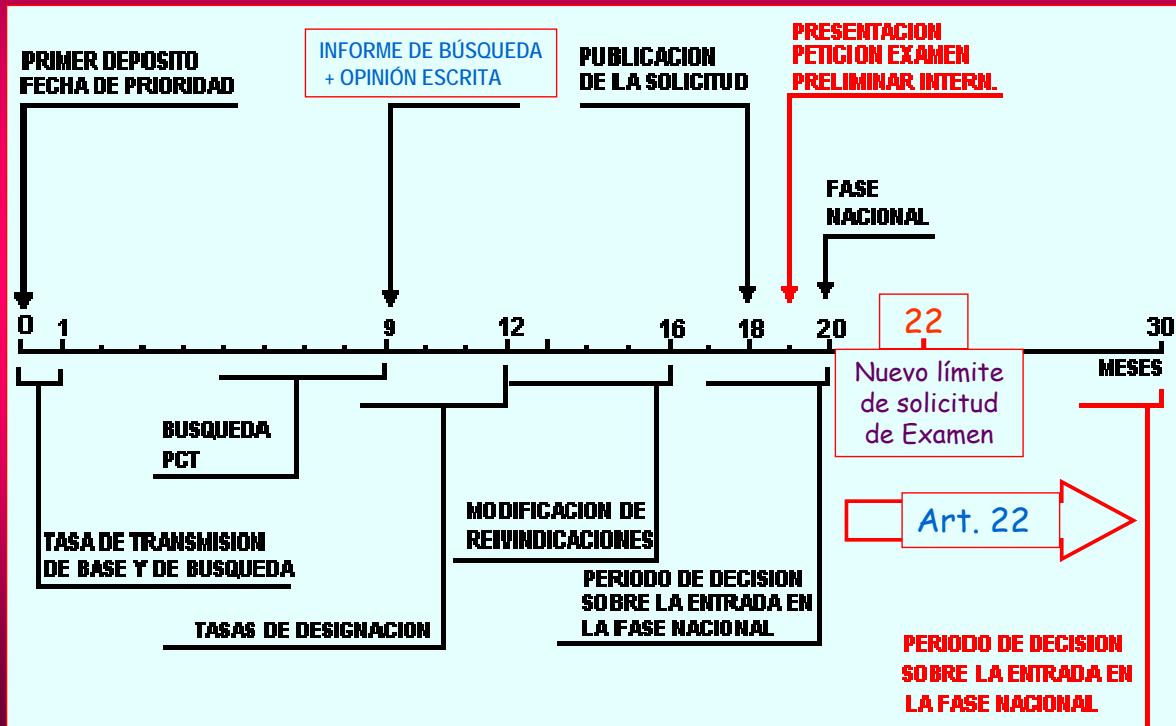 PRIMER DEPOSITO
FECHA DE PRIORIDAD
INFORME DE BÚSQUEDA
+ OPINIÓN ESCRITA
PUBLICACION
DE LA SOLICITUD
PRESENTACION
PETICION EXAMEN
PRELIMINAR INTERN.
FASE
NACIONAL
0 1 9 12 16 18 20 22 30
MESES
Nuevo límite
de solicitud
de Examen
BUSQUEDA
PCT
TASA DE TRANSMISION
DE BASE Y DE BUSQUEDA
TASAS DE DESIGNACION
MODIFICACION DE
REIVINDICACIONES
PERIODO DE DECISION
SOBRE LA ENTRADA EN
LA FASE NACIONAL
Art. 22
PERIODO DE DECISION
SOBRE LA ENTRADA EN
LA FASE NACIONAL